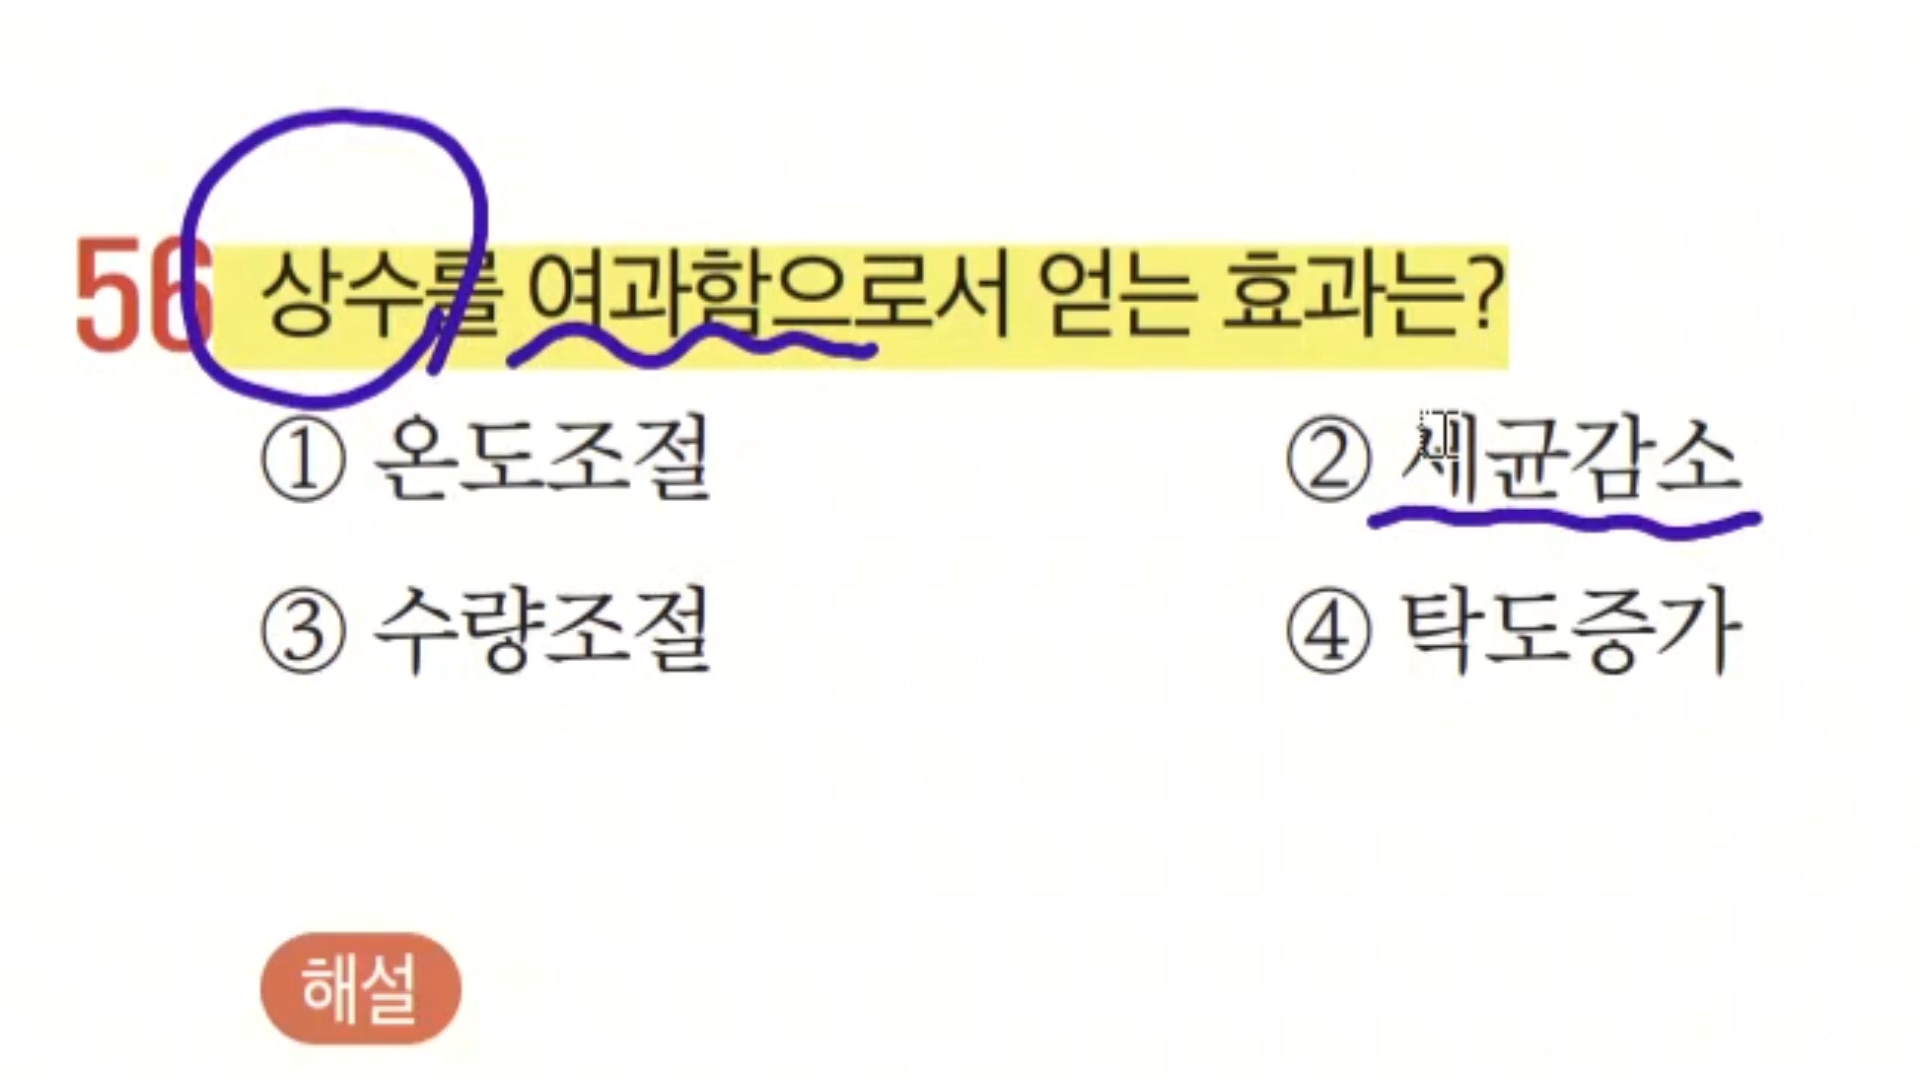 56 상수를 여과함으로서 얻는 효과는?
① 온도조절 ② 세균감소
③ 수량조절 ④ 탁도증가
해설